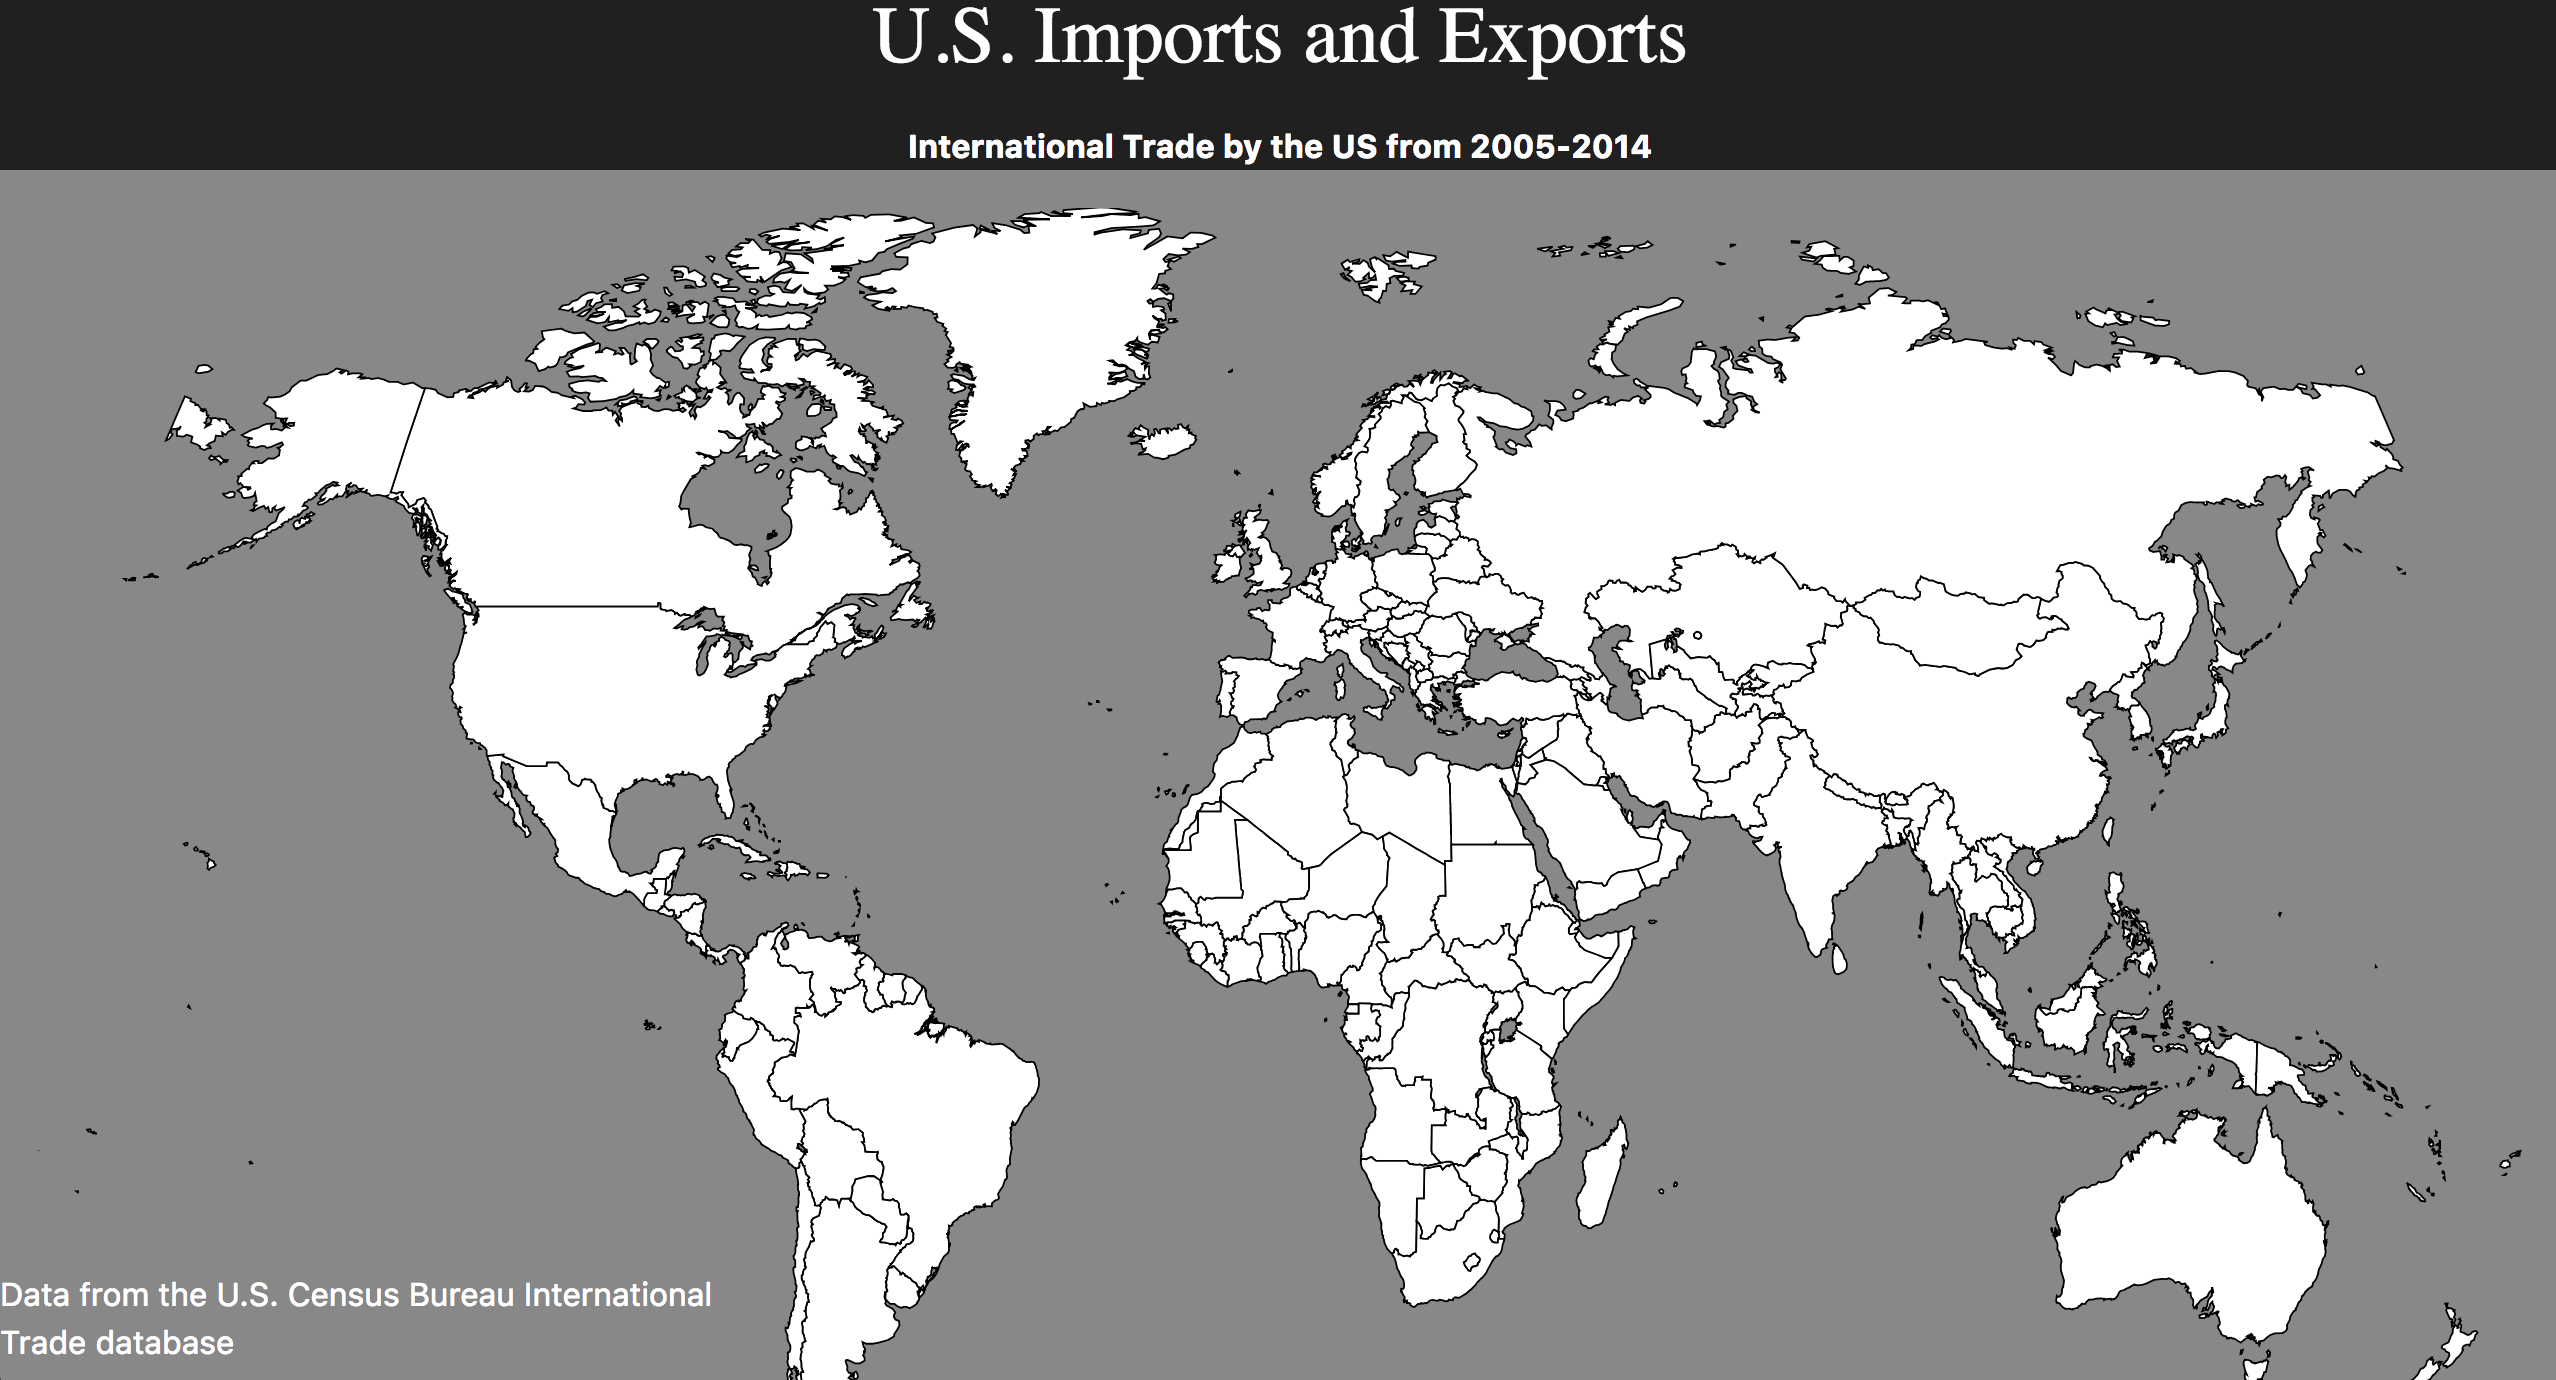 U.S. Imports and Exports
International Trade by the US from 2005-2014
Data from the U.S. Census Bureau International
Trade database